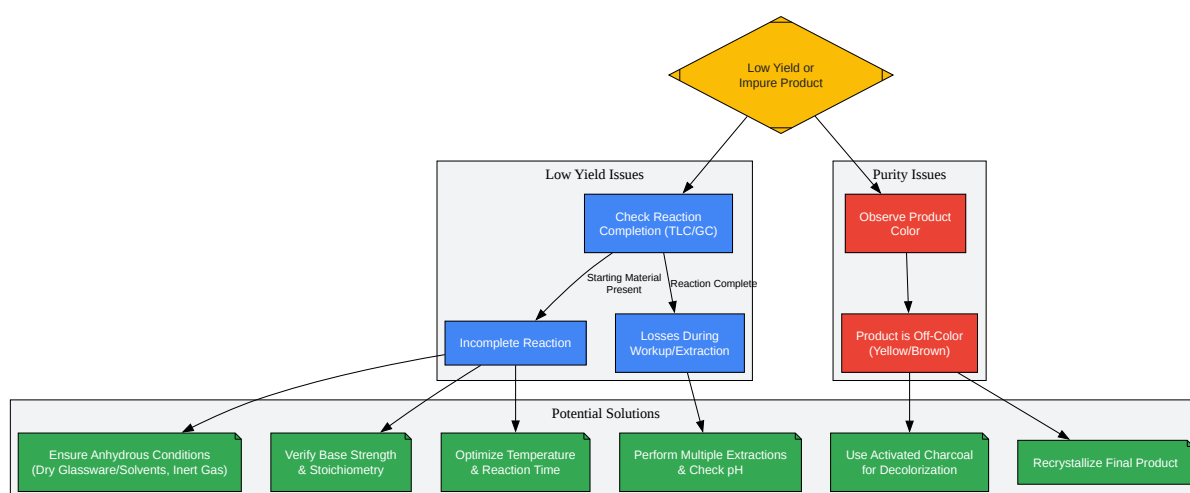 Low Yield or
Impure Product
Low Yield Issues
Purity Issues
Check Reaction
Completion (TLC/GC)
Observe Product
Color
Starting Material
Present
Reaction Complete
Incomplete Reaction
Losses During
Workup/Extraction
Product is Off-Color
(Yellow/Brown)
Potential Solutions
Ensure Anhydrous Conditions
(Dry Glassware/Solvents, Inert Gas)
Verify Base Strength
& Stoichiometry
Optimize Temperature
& Reaction Time
Perform Multiple Extractions
& Check pH
Use Activated Charcoal
for Decolorization
Recrystallize Final Product